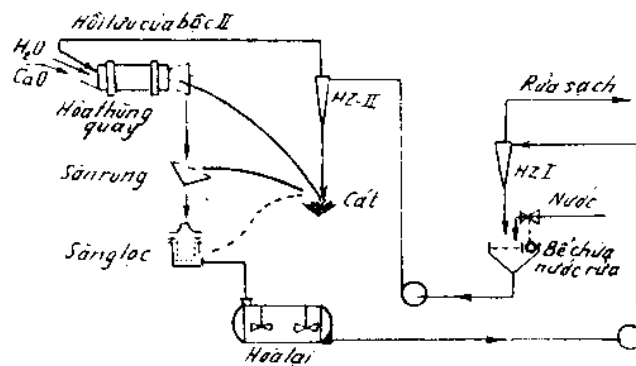 Hồi lưu của bậc II
H₂O
CaO
Hòa thùng
quay
HZ-II
Rửa sạch
HZ I
Nước
Sàn rung
Cát
Bể chứa
nước rửa
Sàng lọc
Hòa lại